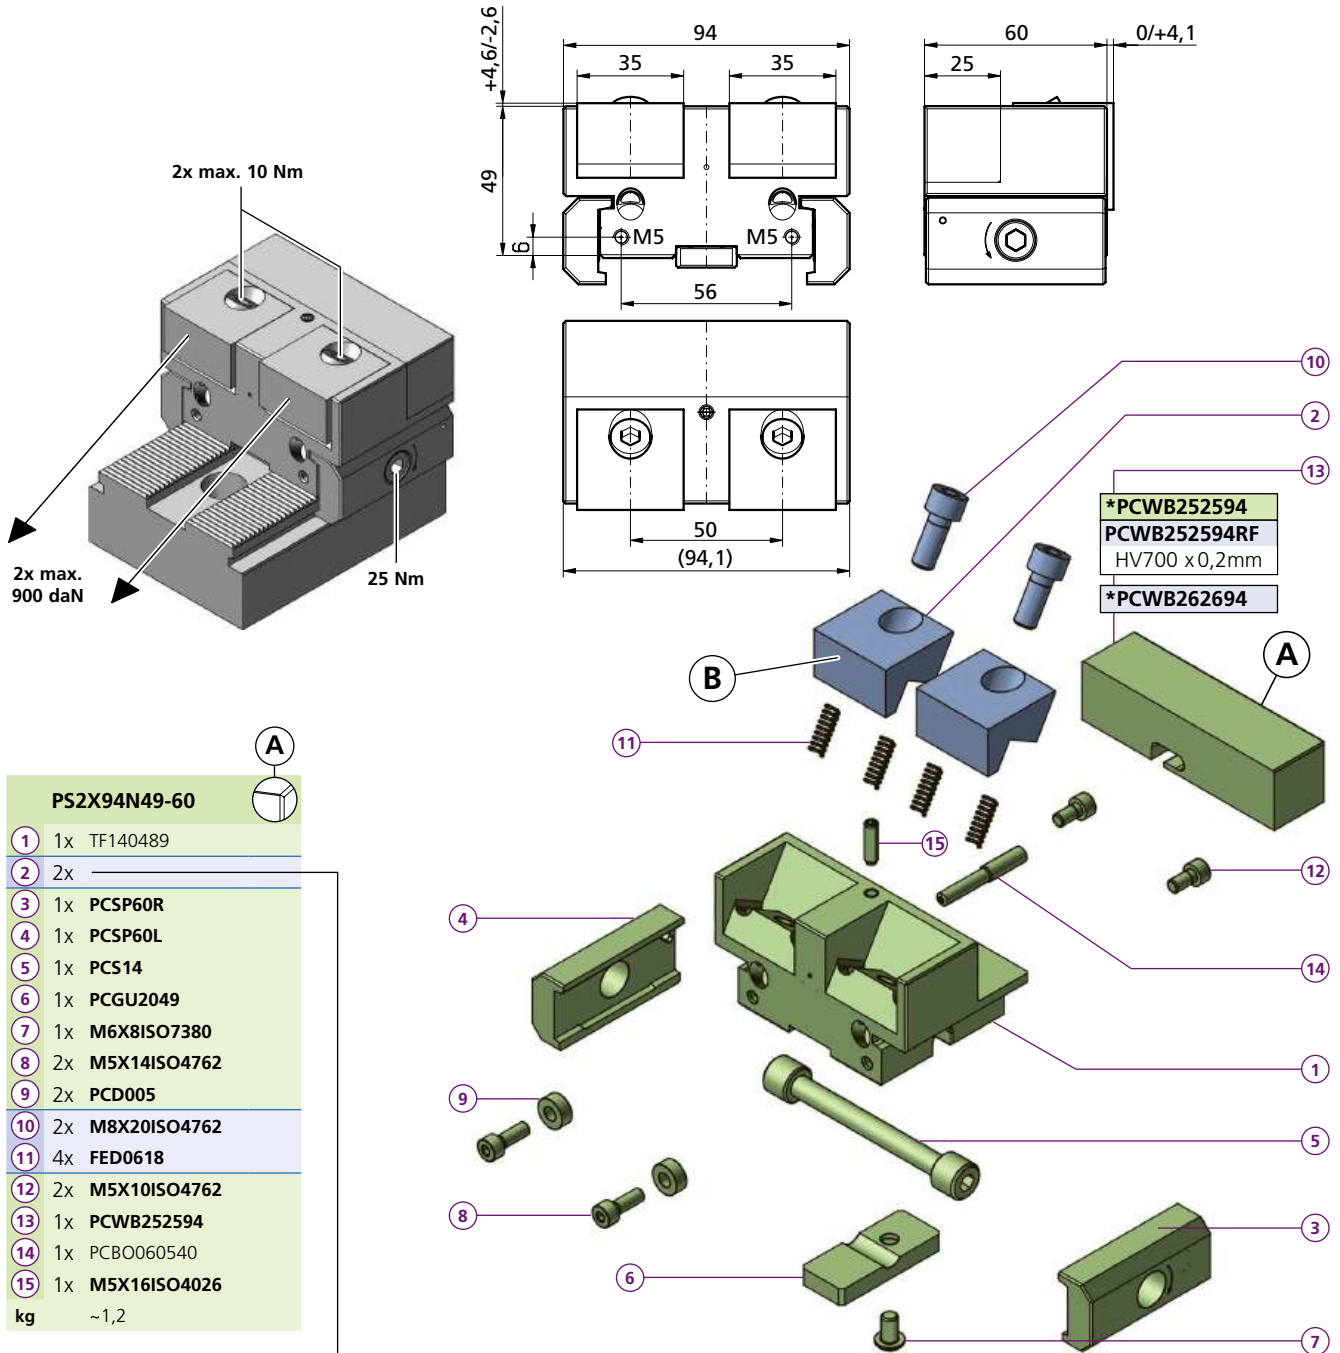 +4,6/-2,6
94
35
35
49
6
M5
M5
56
60
0/+4,1
25
2x max. 10 Nm
2x max.
900 daN
25 Nm
50
(94,1)
10
2
13
*PCWB252594
PCWB252594RF
HV700 x 0,2mm
*PCWB262694
A
B
11
15
12
4
14
1
9
5
8
3
6
7
A
PS2X94N49-60
1 1x TF140489
2 2x
3 1x PCSP60R
4 1x PCSP60L
5 1x PCS14
6 1x PCGU2049
7 1x M6X8ISO7380
8 2x M5X14ISO4762
9 2x PCD005
10 2x M8X20ISO4762
11 4x FED0618
12 2x M5X10ISO4762
13 1x PCWB252594
14 1x PCBO060540
15 1x M5X16ISO4026
kg ~1,2